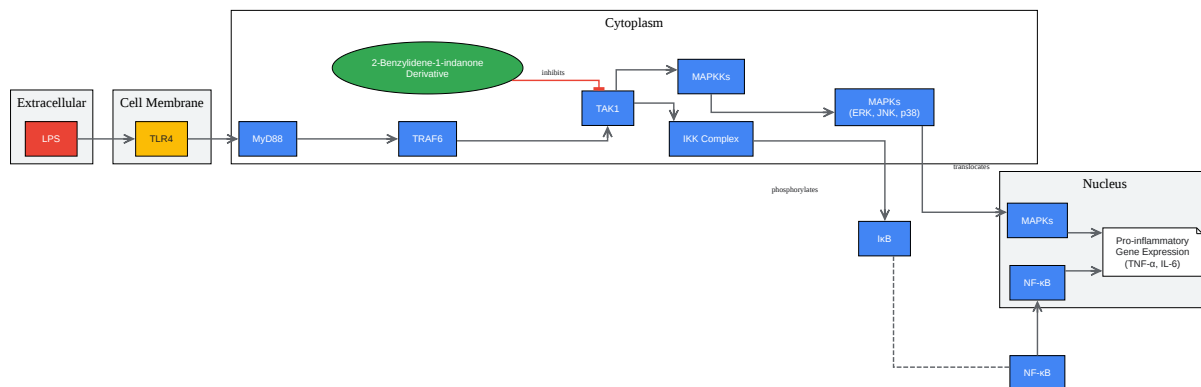 Cytoplasm
2-Benzylidene-1-indanone
Derivative
inhibits
MAPKKs
Extracellular
Cell Membrane
TAK1
MAPKs
(ERK, JNK, p38)
LPS
TLR4
MyD88
TRAF6
IKK Complex
translocates
phosphorylates
Nucleus
MAPKs
IκB
Pro-inflammatory
Gene Expression
(TNF-α, IL-6)
NF-κB
NF-κB